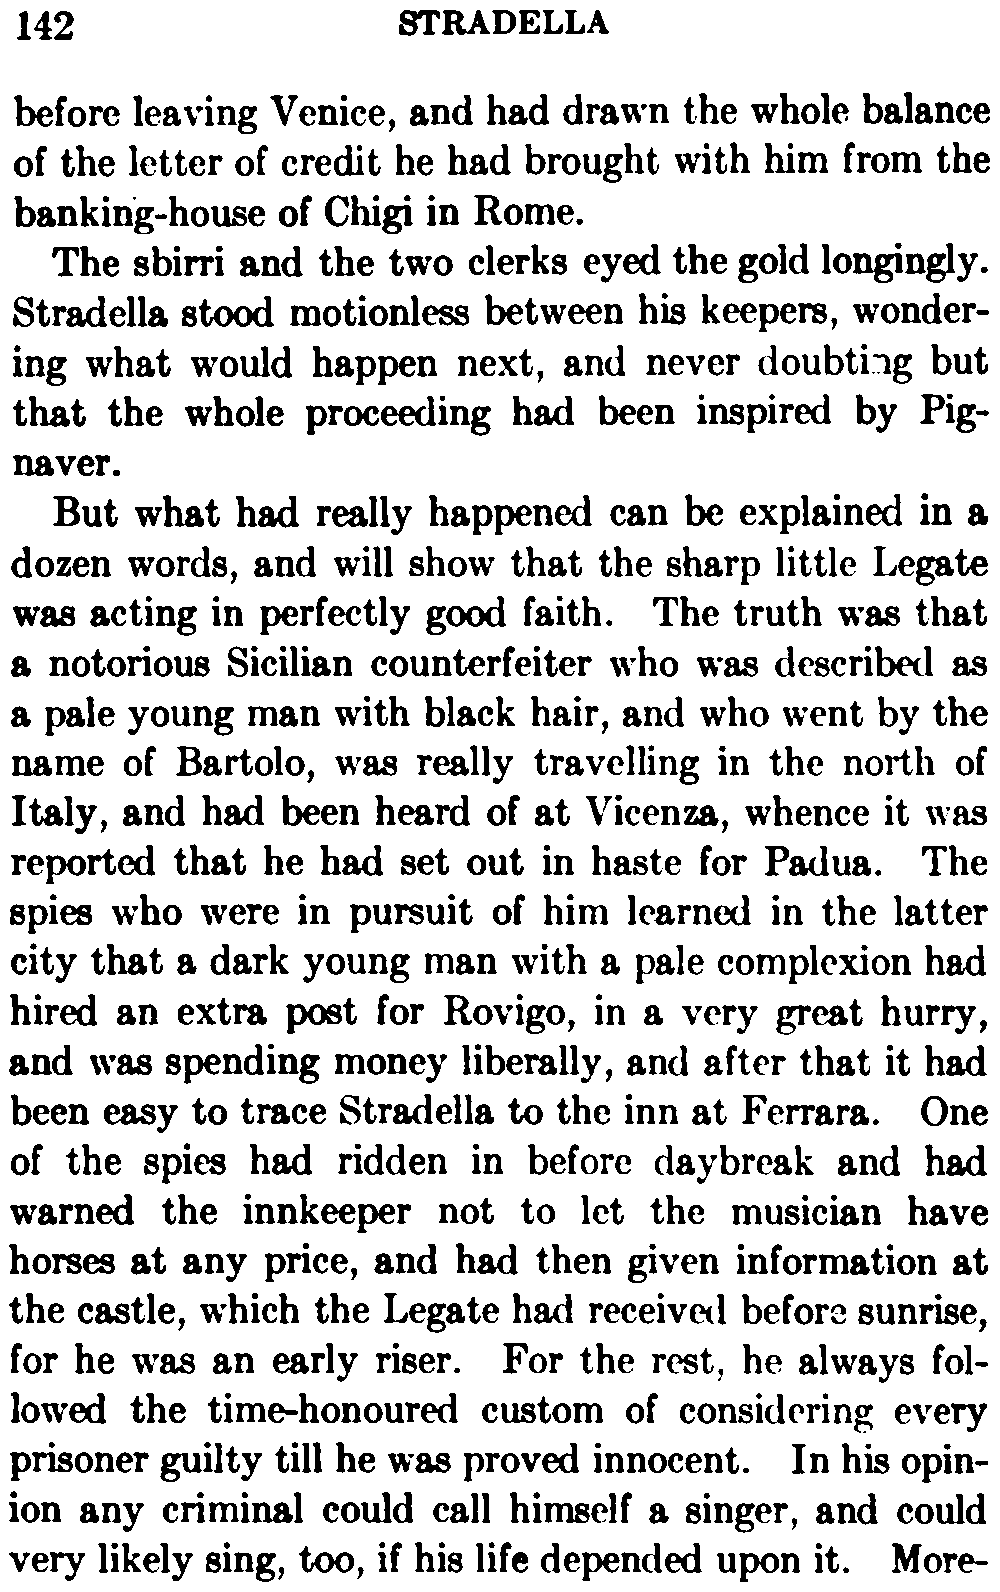 142 STRADELLA
before leaving Venice, and had drawn the whole balance
of the letter of credit he had brought with him from the
banking-house of Chigi in Rome.
The sbirri and the two clerks eyed the gold longingly.
Stradella stood motionless between his keepers, wonder-
ing what would happen next, and never doubting but
that the whole proceeding had been inspired by Pig-
naver.
But what had really happened can be explained in a
dozen words, and will show that the sharp little Legate
was acting in perfectly good faith. The truth was that
a notorious Sicilian counterfeiter who was described as
a pale young man with black hair, and who went by the
name of Bartolo, was really travelling in the north of
Italy, and had been heard of at Vicenza, whence it was
reported that he had set out in haste for Padua. The
spies who were in pursuit of him learned in the latter
city that a dark young man with a pale complexion had
hired an extra post for Rovigo, in a very great hurry,
and was spending money liberally, and after that it had
been easy to trace Stradella to the inn at Ferrara. One
of the spies had ridden in before daybreak and had
warned the innkeeper not to let the musician have
horses at any price, and had then given information at
the castle, which the Legate had received before sunrise,
for he was an early riser. For the rest, he always fol-
lowed the time-honoured custom of considering every
prisoner guilty till he was proved innocent. In his opin-
ion any criminal could call himself a singer, and could
very likely sing, too, if his life depended upon it. More-